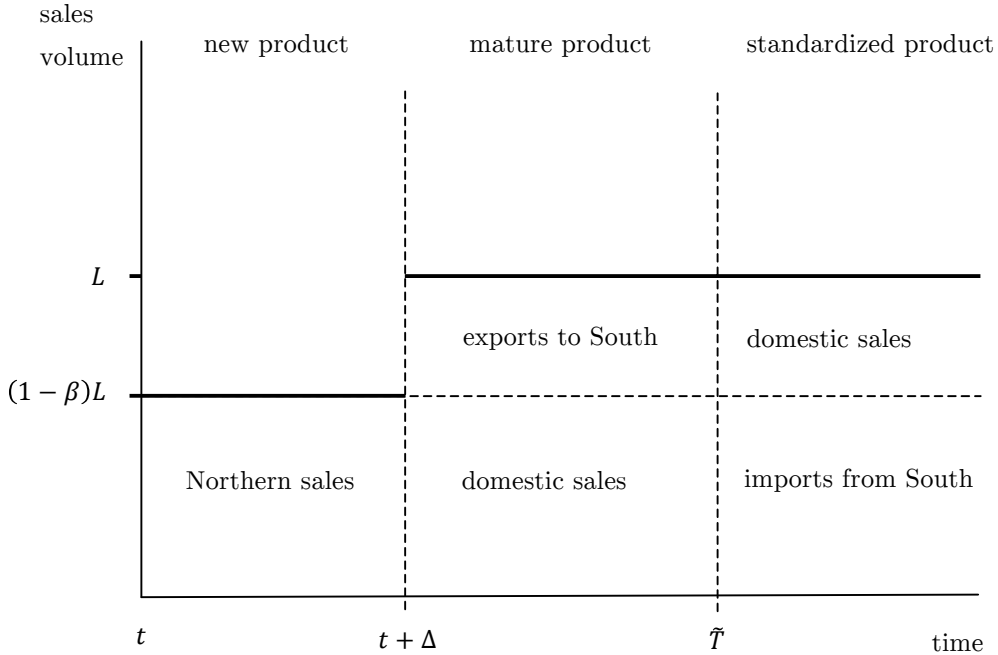 sales
volume
new product
mature product
standardized product
L
exports to South
domestic sales
(1 − β)L
Northern sales
domestic sales
imports from South
t
t + Δ
T̃
time